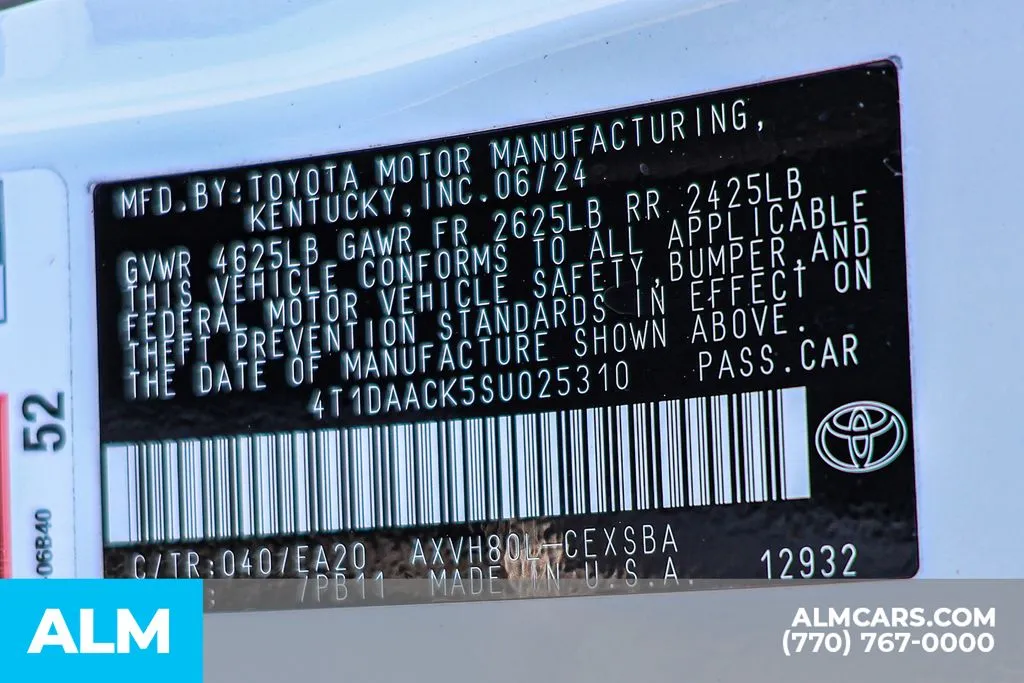 MFD.BY:TOYOTA MOTOR MANUFACTURING,
KENTUCKY,INC.06/24
GVWR 4625LB GAWR FR 2625LB RR 2425LB
THIS VEHICLE CONFORMS TO ALL APPLICABLE
FEDERAL MOTOR VEHICLE SAFETY,BUMPER,AND
THEFT PREVENTION STANDARDS IN EFFECT ON
THE DATE OF MANUFACTURE SHOWN ABOVE.
4T1DAACK5SU025310 PASS.CAR
C/TR:040/EA20 AXVH80L-CEXSBA
7PB11 MADE IN U.S.A. 12932
52
06B40
ALM
ALMCARS.COM
(770) 767-0000